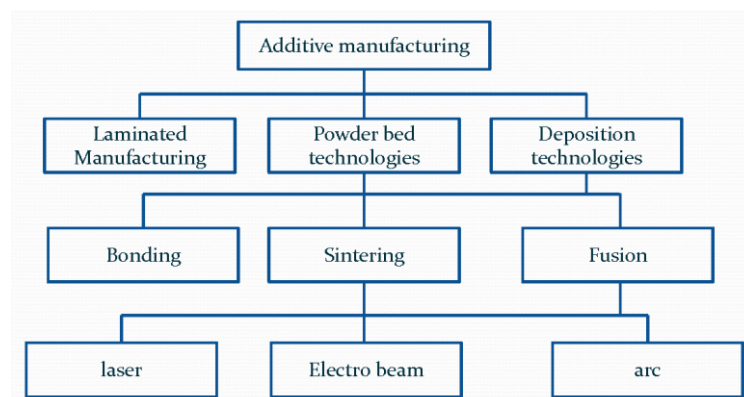 Additive manufacturing
Laminated
Manufacturing
Powder bed
technologies
Deposition
technologies
Bonding
Sintering
Fusion
laser
Electro beam
arc